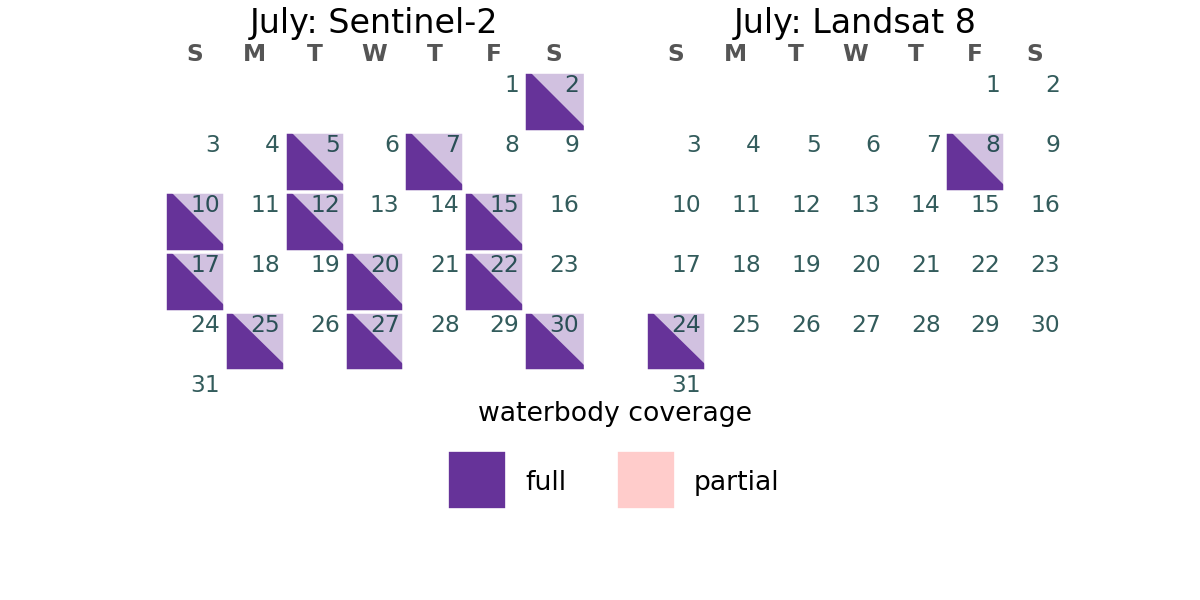 July: Sentinel-2
S M T W T F S
1 2
3 4 5 6 7 8 9
10 11 12 13 14 15 16
17 18 19 20 21 22 23
24 25 26 27 28 29 30
31
July: Landsat 8
S M T W T F S
1 2
3 4 5 6 7 8 9
10 11 12 13 14 15 16
17 18 19 20 21 22 23
24 25 26 27 28 29 30
31
waterbody coverage
full
partial